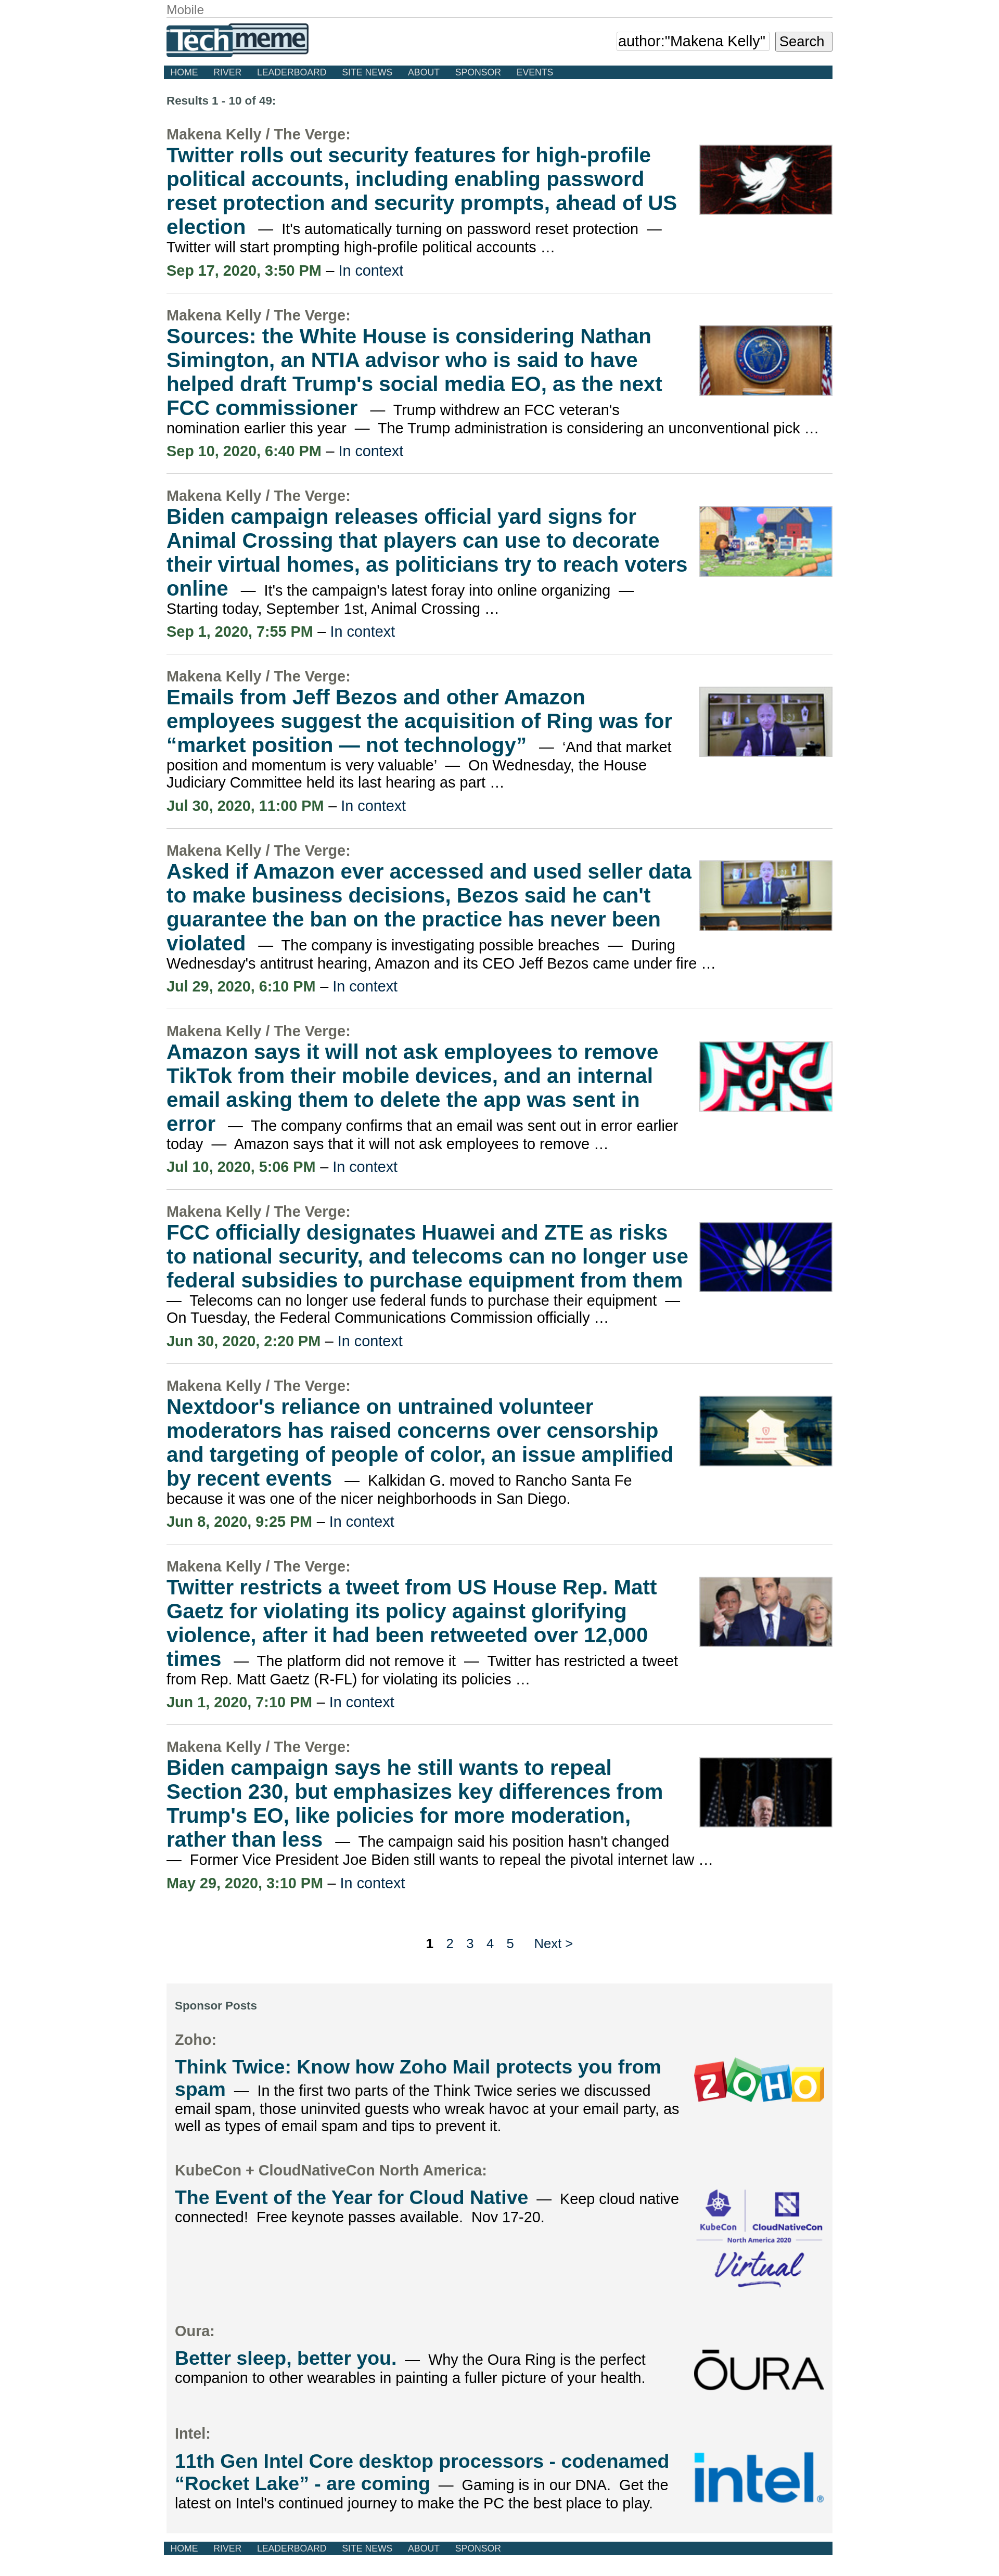 Mobile
Techmeme
author:"Makena Kelly"
Search
HOME RIVER LEADERBOARD SITE NEWS ABOUT SPONSOR EVENTS
Results 1 - 10 of 49:
Makena Kelly / The Verge:
Twitter rolls out security features for high-profile
political accounts, including enabling password
reset protection and security prompts, ahead of US
election — It's automatically turning on password reset protection —
Twitter will start prompting high-profile political accounts …
Sep 17, 2020, 3:50 PM – In context
Makena Kelly / The Verge:
Sources: the White House is considering Nathan
Simington, an NTIA advisor who is said to have
helped draft Trump's social media EO, as the next
FCC commissioner — Trump withdrew an FCC veteran's
nomination earlier this year — The Trump administration is considering an unconventional pick …
Sep 10, 2020, 6:40 PM – In context
Makena Kelly / The Verge:
Biden campaign releases official yard signs for
Animal Crossing that players can use to decorate
their virtual homes, as politicians try to reach voters
online — It's the campaign's latest foray into online organizing —
Starting today, September 1st, Animal Crossing …
Sep 1, 2020, 7:55 PM – In context
Makena Kelly / The Verge:
Emails from Jeff Bezos and other Amazon
employees suggest the acquisition of Ring was for
“market position — not technology” — ‘And that market
position and momentum is very valuable’ — On Wednesday, the House
Judiciary Committee held its last hearing as part …
Jul 30, 2020, 11:00 PM – In context
Makena Kelly / The Verge:
Asked if Amazon ever accessed and used seller data
to make business decisions, Bezos said he can't
guarantee the ban on the practice has never been
violated — The company is investigating possible breaches — During
Wednesday's antitrust hearing, Amazon and its CEO Jeff Bezos came under fire …
Jul 29, 2020, 6:10 PM – In context
Makena Kelly / The Verge:
Amazon says it will not ask employees to remove
TikTok from their mobile devices, and an internal
email asking them to delete the app was sent in
error — The company confirms that an email was sent out in error earlier
today — Amazon says that it will not ask employees to remove …
Jul 10, 2020, 5:06 PM – In context
Makena Kelly / The Verge:
FCC officially designates Huawei and ZTE as risks
to national security, and telecoms can no longer use
federal subsidies to purchase equipment from them
— Telecoms can no longer use federal funds to purchase their equipment —
On Tuesday, the Federal Communications Commission officially …
Jun 30, 2020, 2:20 PM – In context
Makena Kelly / The Verge:
Nextdoor's reliance on untrained volunteer
moderators has raised concerns over censorship
and targeting of people of color, an issue amplified
by recent events — Kalkidan G. moved to Rancho Santa Fe
because it was one of the nicer neighborhoods in San Diego.
Jun 8, 2020, 9:25 PM – In context
Makena Kelly / The Verge:
Twitter restricts a tweet from US House Rep. Matt
Gaetz for violating its policy against glorifying
violence, after it had been retweeted over 12,000
times — The platform did not remove it — Twitter has restricted a tweet
from Rep. Matt Gaetz (R-FL) for violating its policies …
Jun 1, 2020, 7:10 PM – In context
Makena Kelly / The Verge:
Biden campaign says he still wants to repeal
Section 230, but emphasizes key differences from
Trump's EO, like policies for more moderation,
rather than less — The campaign said his position hasn't changed
— Former Vice President Joe Biden still wants to repeal the pivotal internet law …
May 29, 2020, 3:10 PM – In context
1 2 3 4 5 Next >
Sponsor Posts
Zoho:
Think Twice: Know how Zoho Mail protects you from
spam — In the first two parts of the Think Twice series we discussed
email spam, those uninvited guests who wreak havoc at your email party, as
well as types of email spam and tips to prevent it.
ZOHO
KubeCon + CloudNativeCon North America:
The Event of the Year for Cloud Native — Keep cloud native
connected! Free keynote passes available. Nov 17-20.
KubeCon CloudNativeCon
North America 2020
Virtual
Oura:
Better sleep, better you. — Why the Oura Ring is the perfect
companion to other wearables in painting a fuller picture of your health.
ŌURA
Intel:
11th Gen Intel Core desktop processors - codenamed
“Rocket Lake” - are coming — Gaming is in our DNA. Get the
latest on Intel's continued journey to make the PC the best place to play.
intel®
HOME RIVER LEADERBOARD SITE NEWS ABOUT SPONSOR